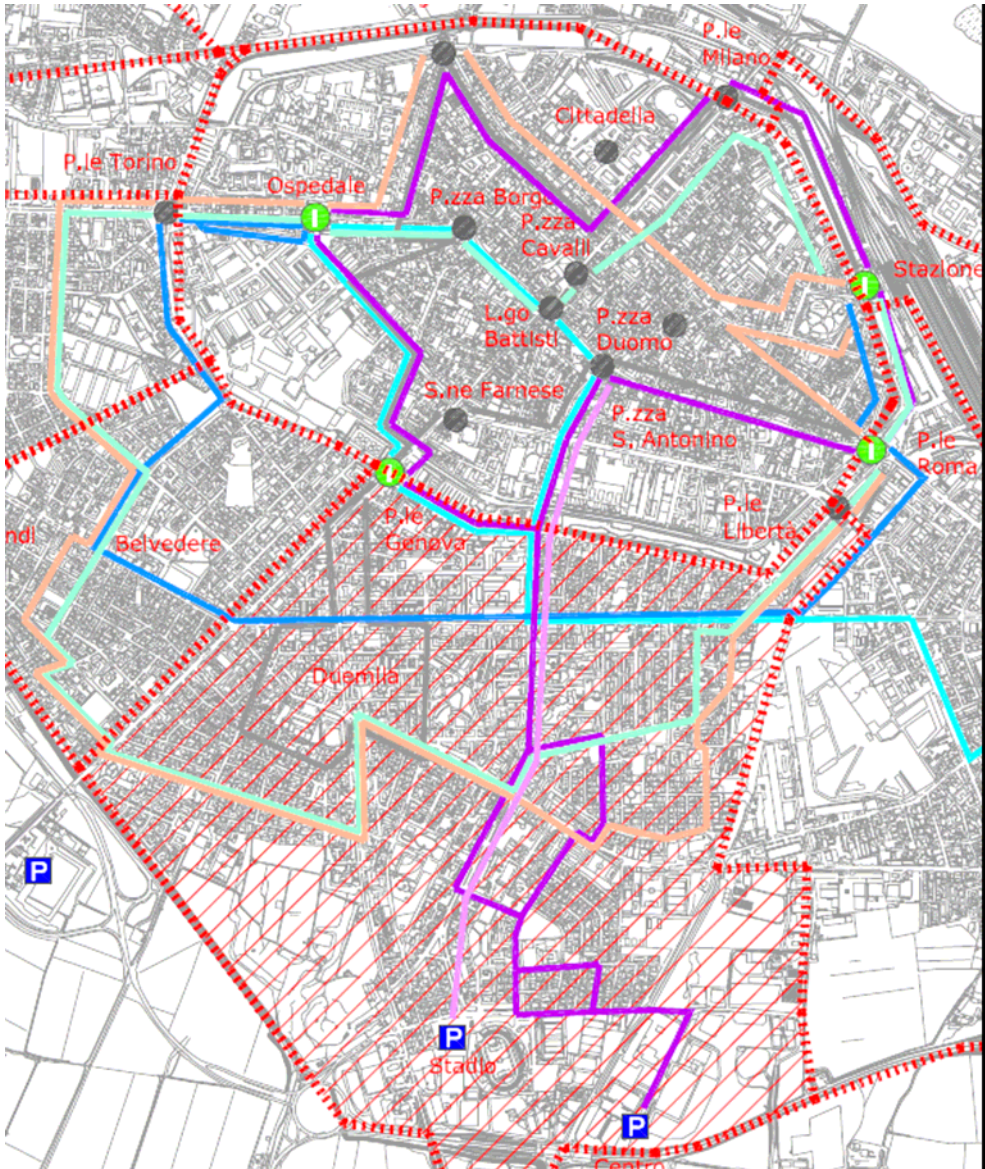 P.le
Milano
Cittadella
P.le Torino
Ospedale
P.zza Borgo
P.zza
Cavalli
Stazione
L.go
Battisti
P.zza
Duomo
S.ne Farnese
P.zza
S. Antonino
P.le
Roma
P.le
Libertà
P.le
Genova
ndi
Belvedere
Duemila
P
P
Stadio
P
Centro